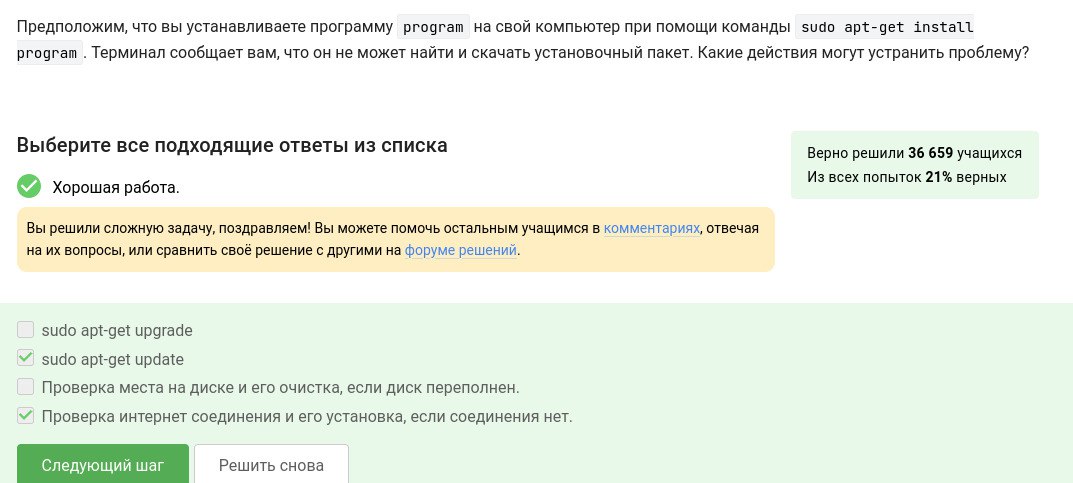 Предположим, что вы устанавливаете программу program на свой компьютер при помощи команды sudo apt-get install
program. Терминал сообщает вам, что он не может найти и скачать установочный пакет. Какие действия могут устранить проблему?
Выберите все подходящие ответы из списка
Верно решили 36 659 учащихся
Из всех попыток 21% верных
Хорошая работа.
Вы решили сложную задачу, поздравляем! Вы можете помочь остальным учащимся в комментариях, отвечая
на их вопросы, или сравнить своё решение с другими на форуме решений.
sudo apt-get upgrade
sudo apt-get update
Проверка места на диске и его очистка, если диск переполнен.
Проверка интернет соединения и его установка, если соединения нет.
Следующий шаг
Решить снова